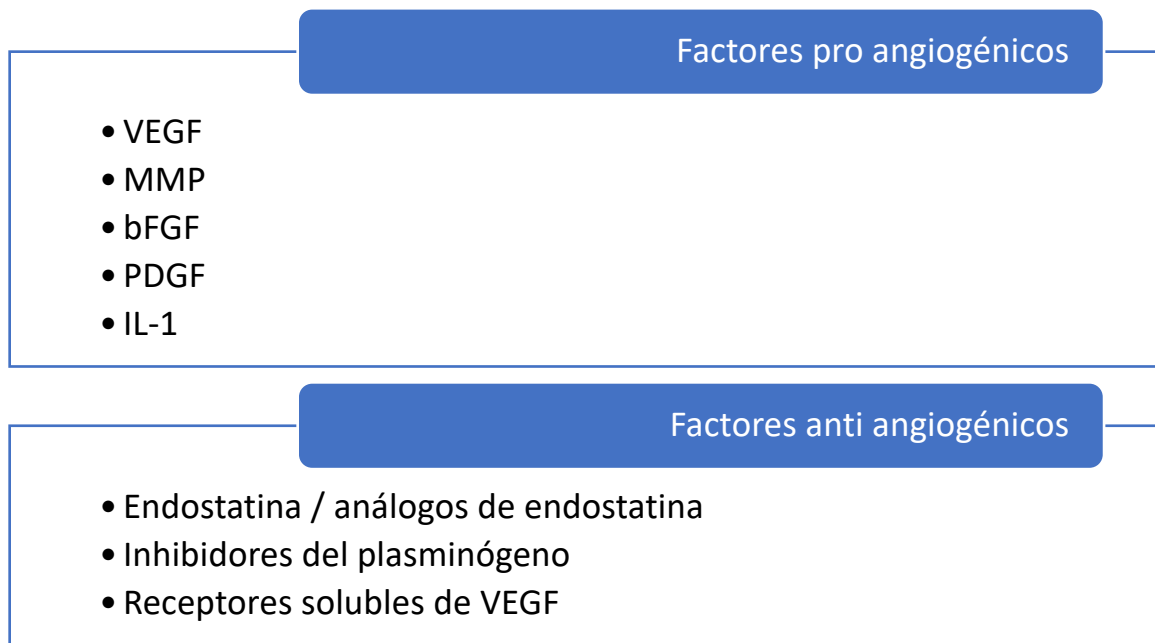 Factores pro angiogénicos
• VEGF
• MMP
• bFGF
• PDGF
• IL-1
Factores anti angiogénicos
• Endostatina / análogos de endostatina
• Inhibidores del plasminógeno
• Receptores solubles de VEGF